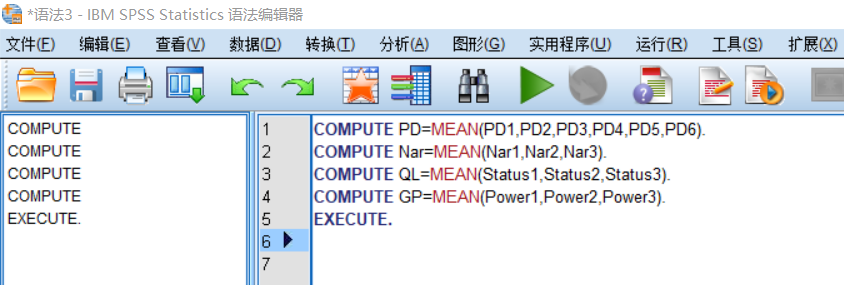 *语法3 - IBM SPSS Statistics 语法编辑器
文件(F) 编辑(E) 查看(V) 数据(D) 转换(T) 分析(A) 图形(G) 实用程序(U) 运行(R) 工具(S) 扩展(X)
COMPUTE
COMPUTE
COMPUTE
COMPUTE
EXECUTE.
1 COMPUTE PD=MEAN(PD1,PD2,PD3,PD4,PD5,PD6).
2 COMPUTE Nar=MEAN(Nar1,Nar2,Nar3).
3 COMPUTE QL=MEAN(Status1,Status2,Status3).
4 COMPUTE GP=MEAN(Power1,Power2,Power3).
5 EXECUTE.
6
7